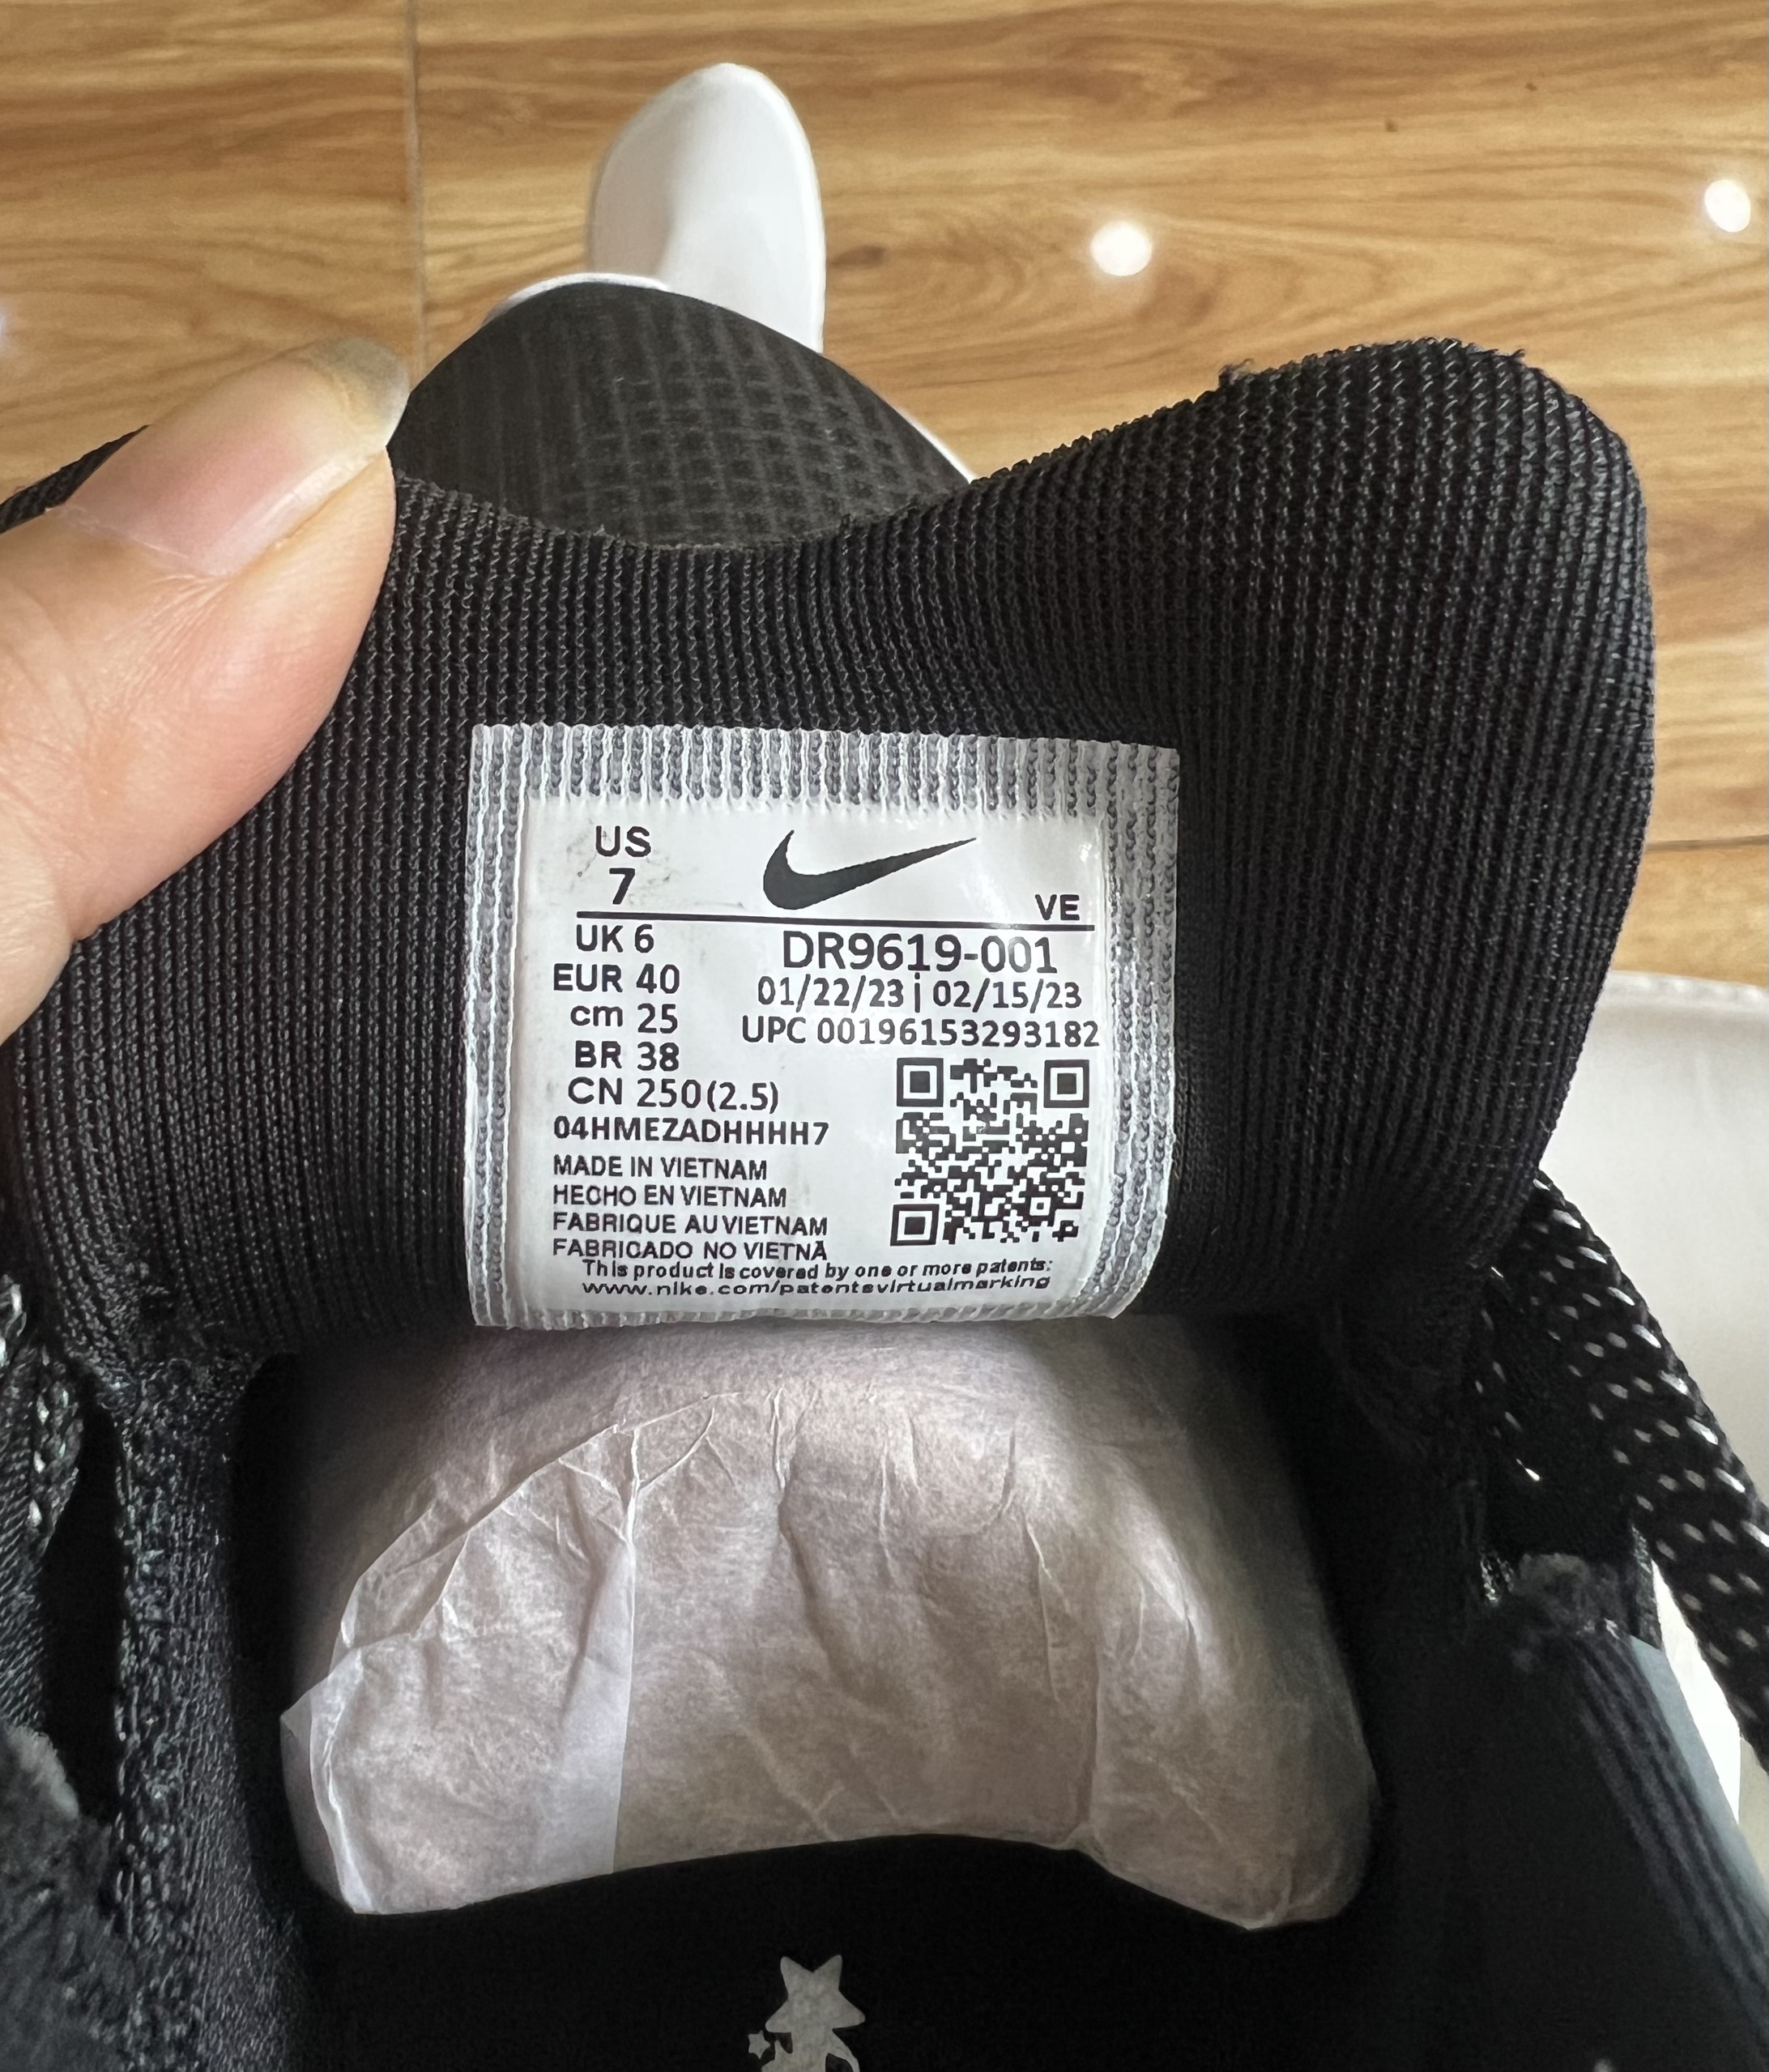 US
7
VE
UK 6
EUR 40
cm 25
BR 38
CN 250(2.5)
04HMEZADHHHH7
DR9619-001
01/22/23 | 02/15/23
UPC 00196153293182
MADE IN VIETNAM
HECHO EN VIETNAM
FABRIQUE AU VIETNAM
FABRICADO NO VIETNÃ
This product is covered by one or more patents:
www.nike.com/patentsvirtualmarking